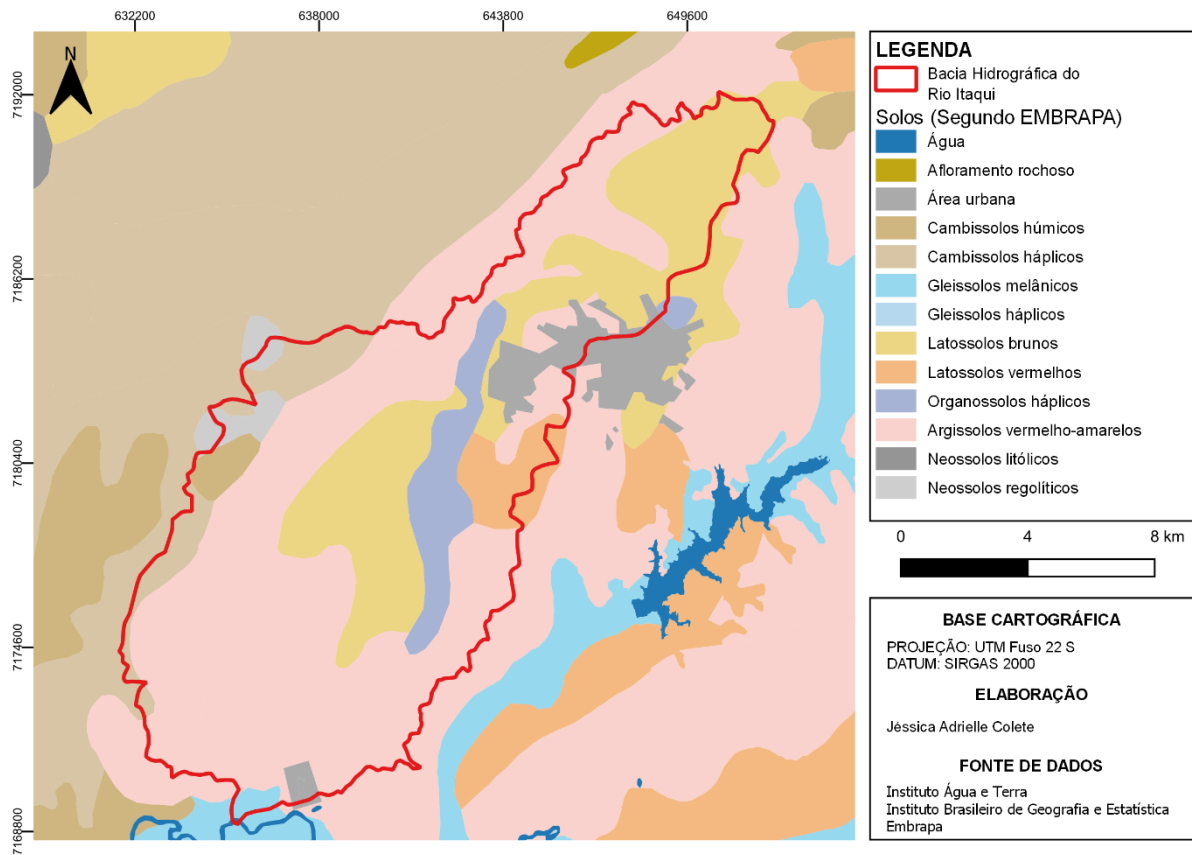 632200
638000
643800
649600
N
7192000
7186200
7180400
7174600
7168800
LEGENDA
Bacia Hidrográfica do
Rio Itaqui
Solos (Segundo EMBRAPA)
Água
Afloramento rochoso
Área urbana
Cambissolos húmicos
Cambissolos háplicos
Gleissolos melânicos
Gleissolos háplicos
Latossolos brunos
Latossolos vermelhos
Organossolos háplicos
Argissolos vermelho-amarelos
Neossolos litólicos
Neossolos regolíticos
0 4 8 km
BASE CARTOGRÁFICA
PROJEÇÃO: UTM Fuso 22 S
DATUM: SIRGAS 2000
ELABORAÇÃO
Jéssica Adrielle Colete
FONTE DE DADOS
Instituto Água e Terra
Instituto Brasileiro de Geografia e Estatística
Embrapa